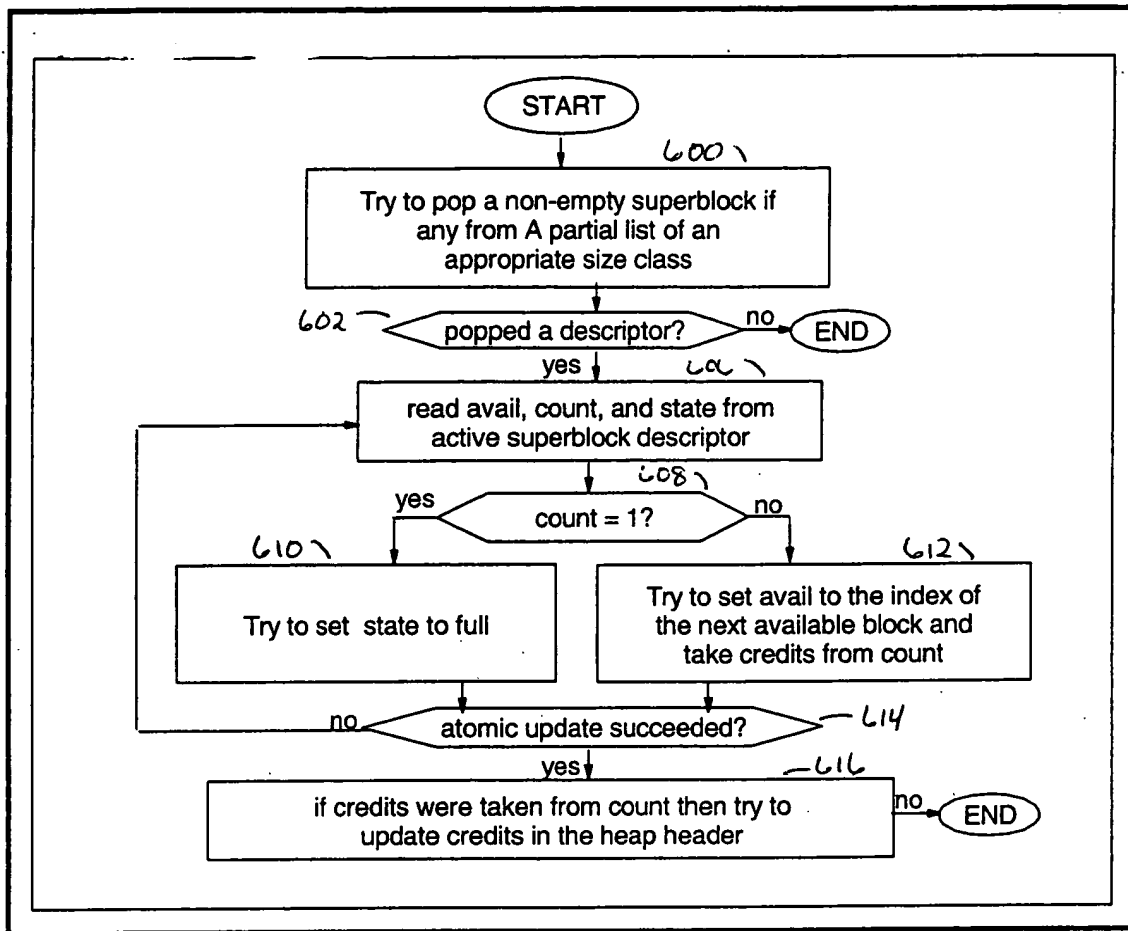 START
600
Try to pop a non-empty superblock if
any from A partial list of an
appropriate size class
602
popped a descriptor?
no
END
yes
606
read avail, count, and state from
active superblock descriptor
608
yes
count = 1?
no
610
612
Try to set state to full
Try to set avail to the index of
the next available block and
take credits from count
no
atomic update succeeded?
614
yes
616
if credits were taken from count then try to
update credits in the heap header
no
END